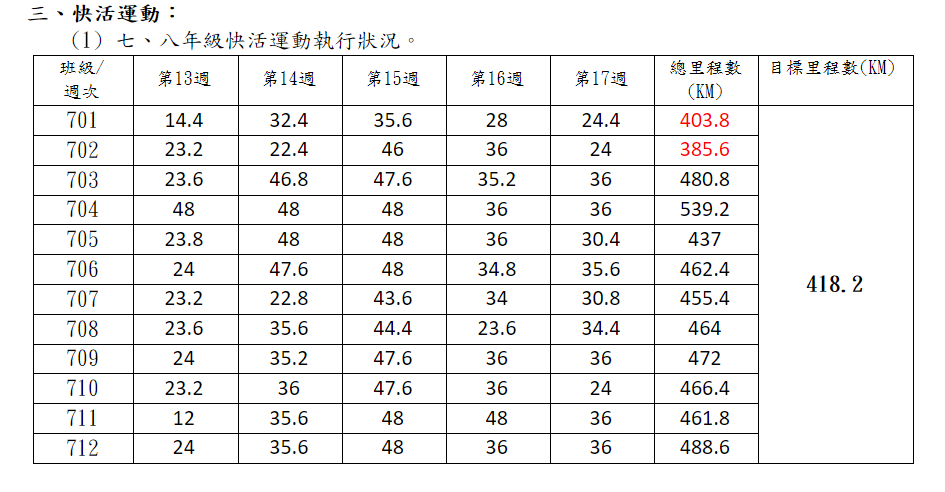 三、快活運動：
(1) 七、八年級快活運動執行狀況。
班級/週次 第13週 第14週 第15週 第16週 第17週 總里程數(KM) 目標里程數(KM)
701 14.4 32.4 35.6 28 24.4 403.8
702 23.2 22.4 46 36 24 385.6
703 23.6 46.8 47.6 35.2 36 480.8
704 48 48 48 36 36 539.2
705 23.8 48 48 36 30.4 437
706 24 47.6 48 34.8 35.6 462.4
707 23.2 22.8 43.6 34 30.8 455.4
708 23.6 35.6 44.4 23.6 34.4 464
709 24 35.2 47.6 36 36 472
710 23.2 36 47.6 36 24 466.4
711 12 35.6 48 48 36 461.8
712 24 35.6 48 36 36 488.6
418.2